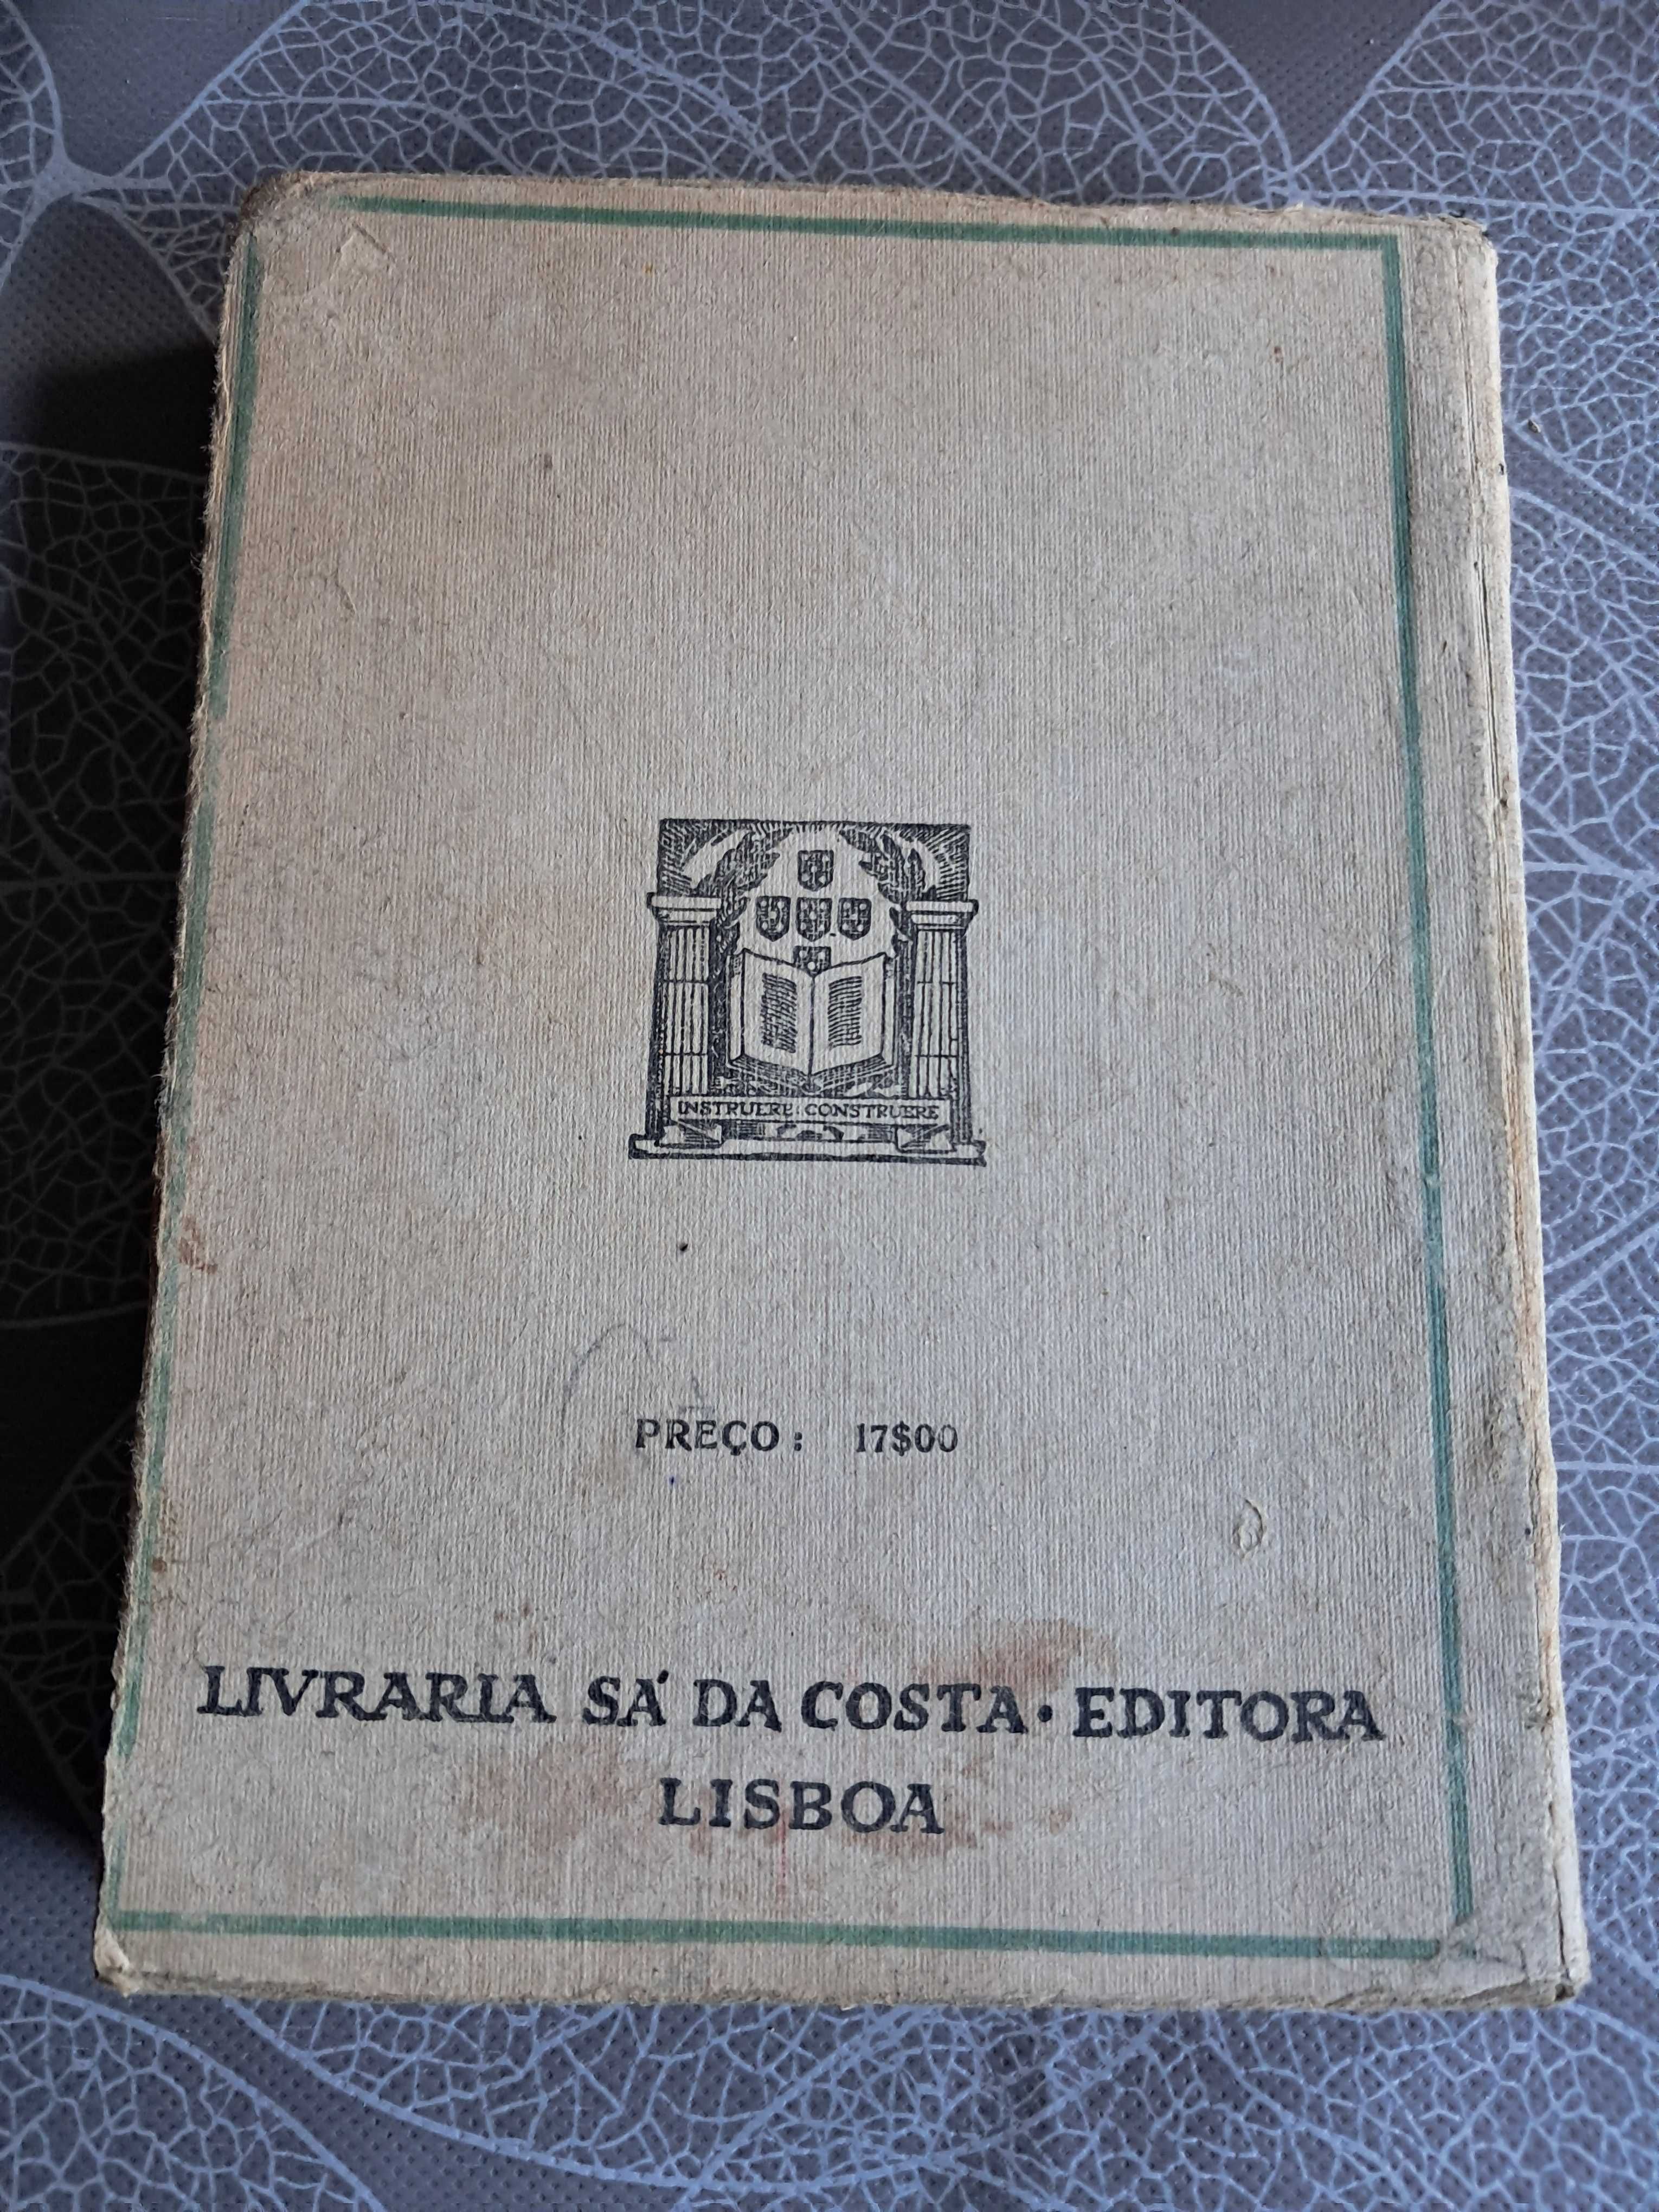 INSTRUERE : CONSTRUERE
PREÇO : 17$00
LIVRARIA SÁ DA COSTA · EDITORA
LISBOA